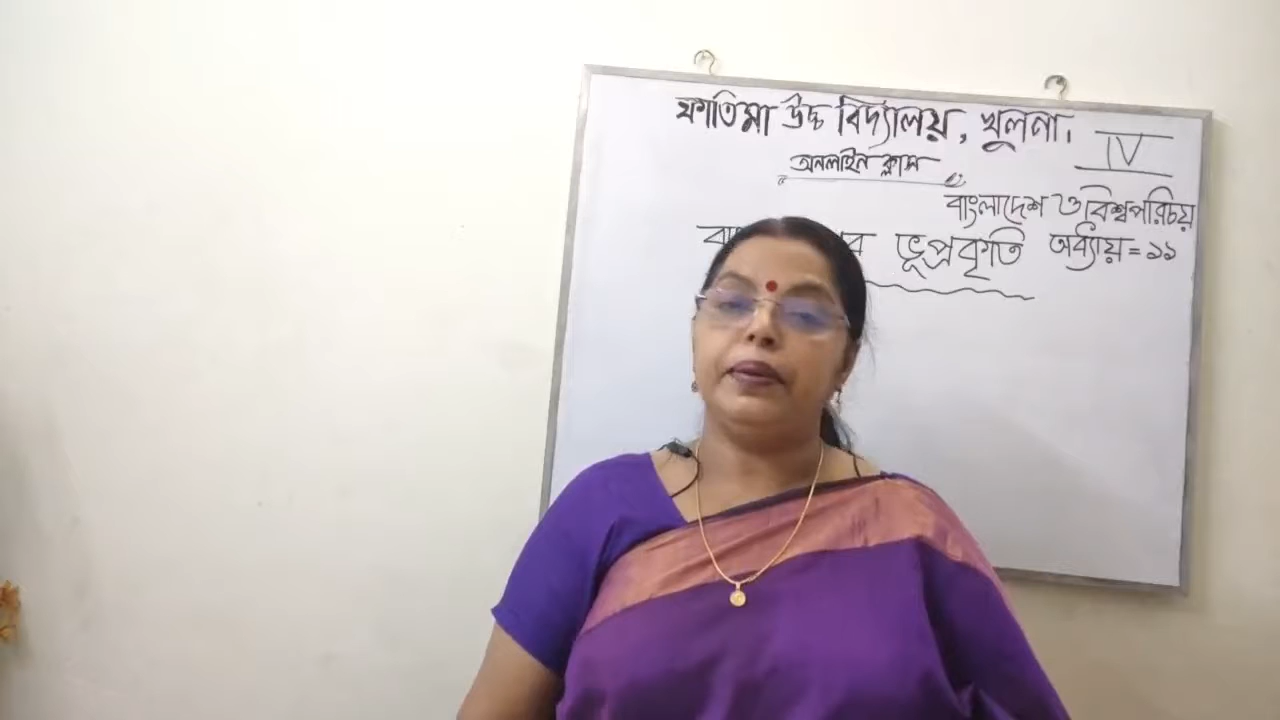 ফাতিমা উচ্চ বিদ্যালয়, খুলনা।
IV
অনলাইন ক্লাস
বাংলাদেশ ও বিশ্বপরিচয়
ভূপ্রকৃতি অধ্যায় = ১১